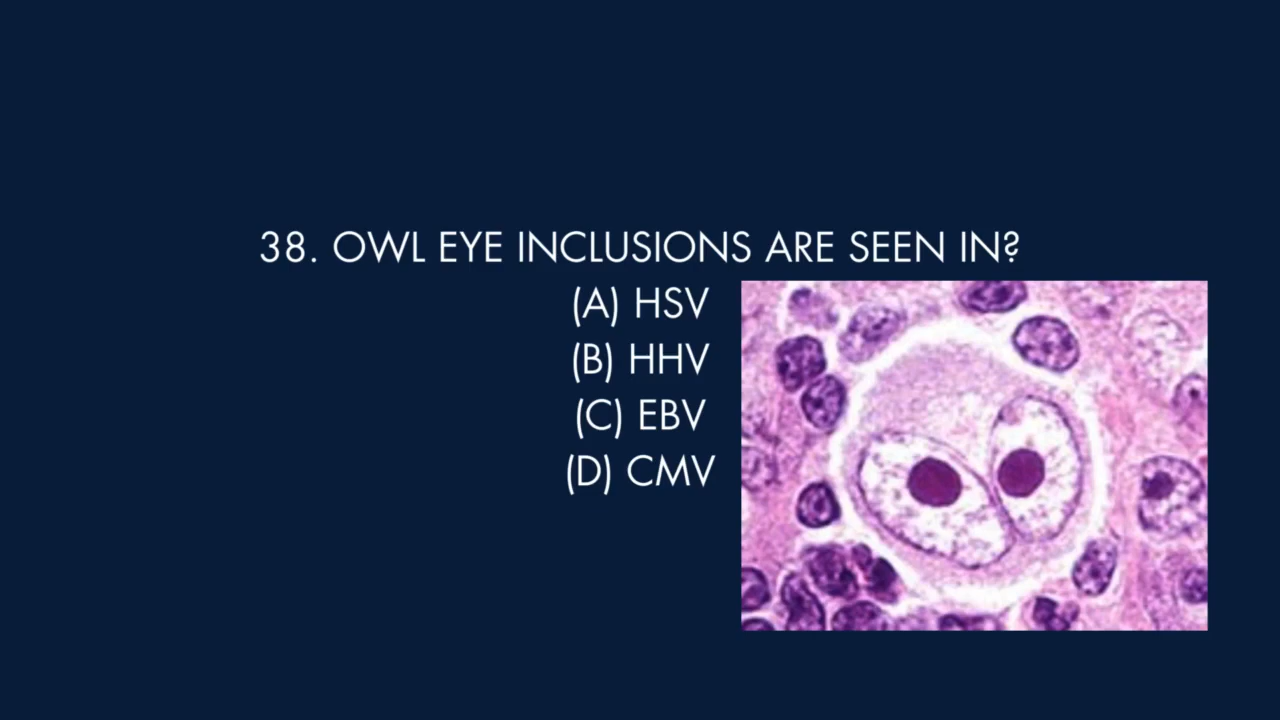 38. OWL EYE INCLUSIONS ARE SEEN IN?
(A) HSV
(B) HHV
(C) EBV
(D) CMV